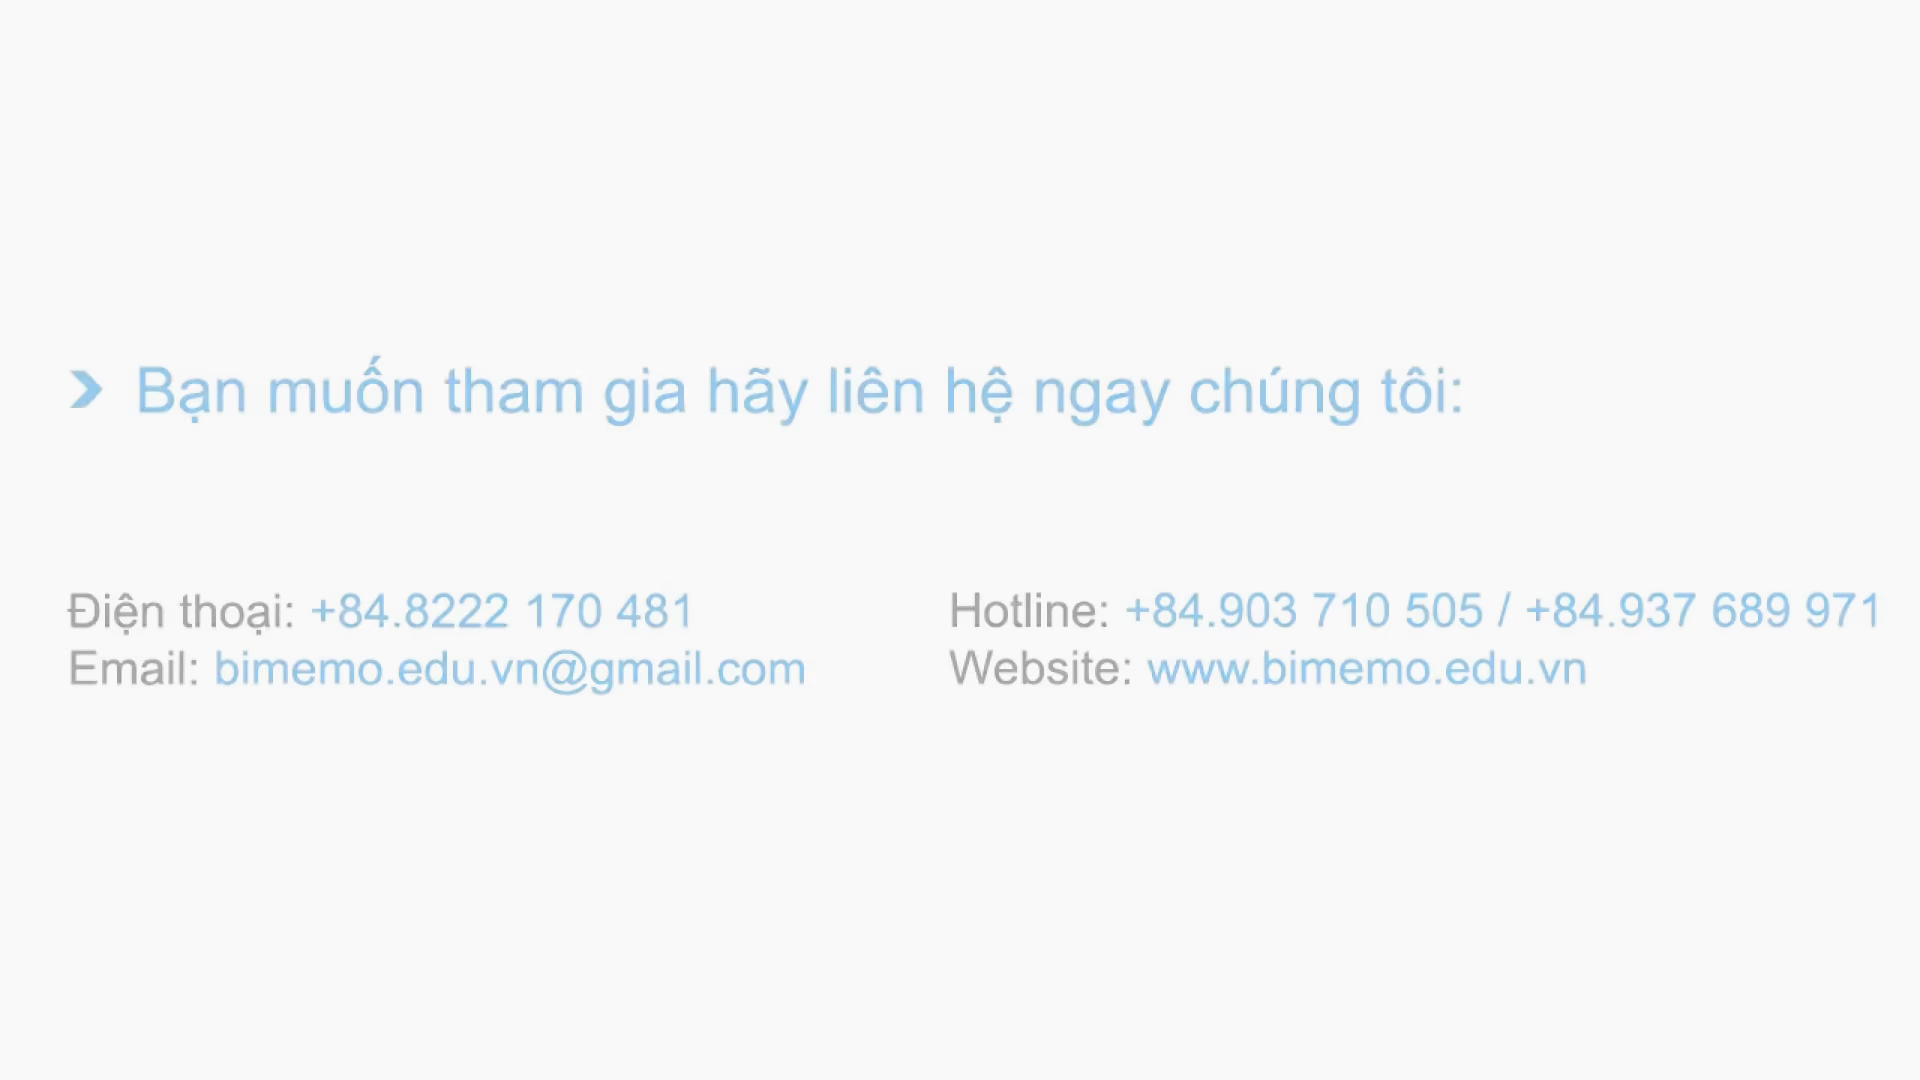 Bạn muốn tham gia hãy liên hệ ngay chúng tôi:
Điện thoại: +84.8222 170 481
Email: bimemo.edu.vn@gmail.com
Hotline: +84.903 710 505 / +84.937 689 971
Website: www.bimemo.edu.vn